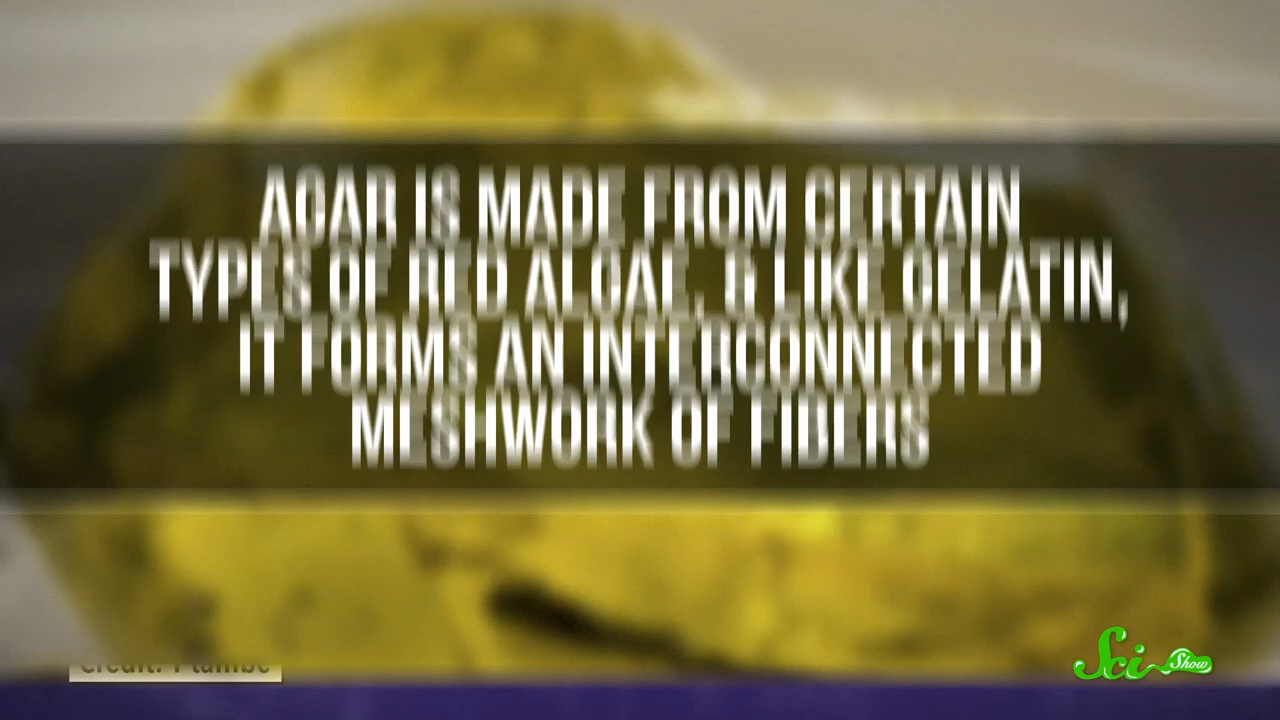 AGAR IS MADE FROM CERTAIN
TYPES OF RED ALGAE, & LIKE GELATIN,
IT FORMS AN INTERCONNECTED
MESHWORK OF FIBERS
Credit:
Sci Show